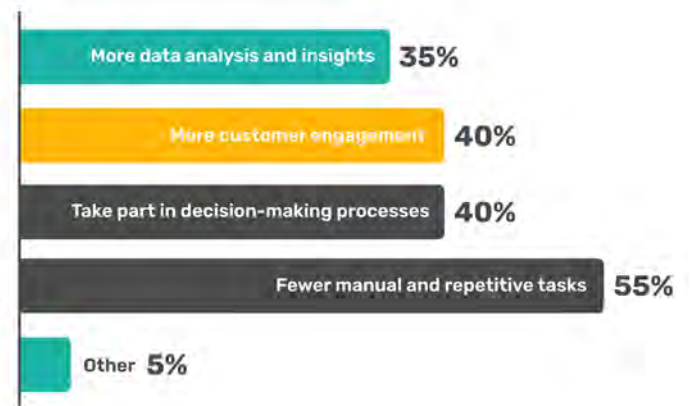 More data analysis and insights 35%
More customer engagement 40%
Take part in decision-making processes 40%
Fewer manual and repetitive tasks 55%
Other 5%